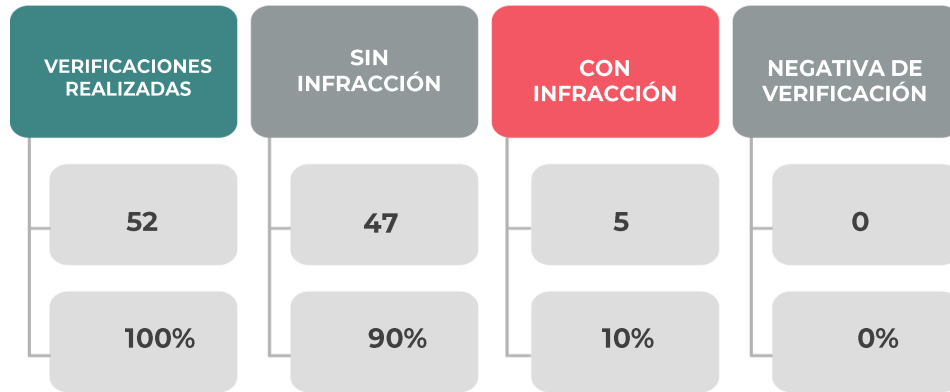 VERIFICACIONES
REALIZADAS
SIN
INFRACCIÓN
CON
INFRACCIÓN
NEGATIVA DE
VERIFICACIÓN
52
47
5
0
100%
90%
10%
0%